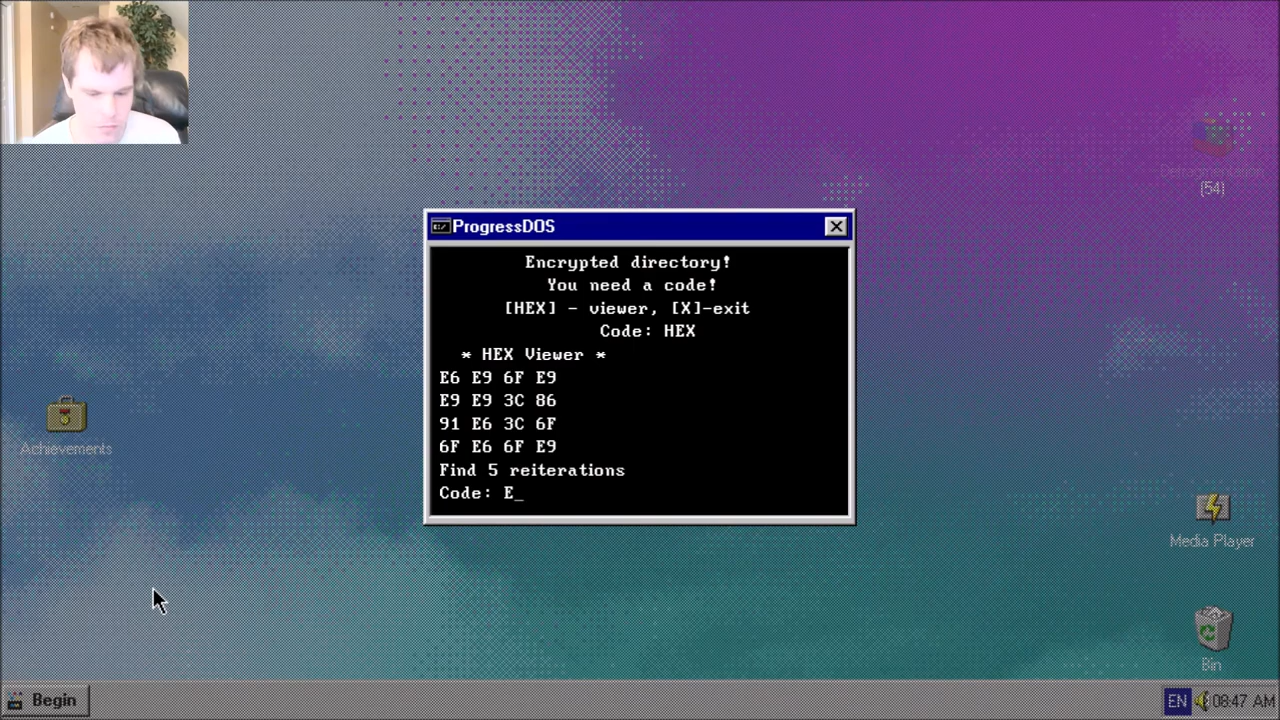 Defragmentation
(54)
ProgressDOS
Encrypted directory!
You need a code!
[HEX] - viewer, [X]-exit
Code: HEX
* HEX Viewer *
E6 E9 6F E9
E9 E9 3C 86
91 E6 3C 6F
6F E6 6F E9
Find 5 reiterations
Code: E_
Achievements
Media Player
Bin
Begin
EN
08:47 AM